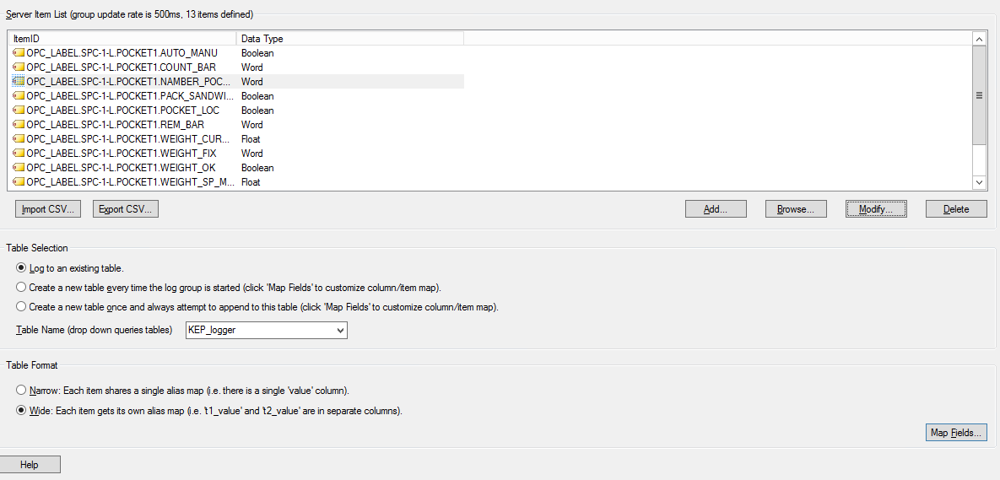 Server Item List (group update rate is 500ms, 13 items defined)
ItemID Data Type
OPC_LABEL.SPC-1-L.POCKET1.AUTO_MANU Boolean
OPC_LABEL.SPC-1-L.POCKET1.COUNT_BAR Word
OPC_LABEL.SPC-1-L.POCKET1.NAMBER_POC... Word
OPC_LABEL.SPC-1-L.POCKET1.PACK_SANDWI... Boolean
OPC_LABEL.SPC-1-L.POCKET1.POCKET_LOC Boolean
OPC_LABEL.SPC-1-L.POCKET1.REM_BAR Word
OPC_LABEL.SPC-1-L.POCKET1.WEIGHT_CUR... Float
OPC_LABEL.SPC-1-L.POCKET1.WEIGHT_FIX Word
OPC_LABEL.SPC-1-L.POCKET1.WEIGHT_OK Boolean
OPC_LABEL.SPC-1-L.POCKET1.WEIGHT_SP_M... Float
Import CSV... Export CSV... Add... Browse... Modify... Delete
Table Selection
Log to an existing table.
Create a new table every time the log group is started (click 'Map Fields' to customize column/item map).
Create a new table once and always attempt to append to this table (click 'Map Fields' to customize column/item map).
Table Name (drop down queries tables) KEP_logger
Table Format
Narrow: Each item shares a single alias map (i.e. there is a single 'value' column).
Wide: Each item gets its own alias map (i.e. 't1_value' and 't2_value' are in separate columns).
Map Fields...
Help